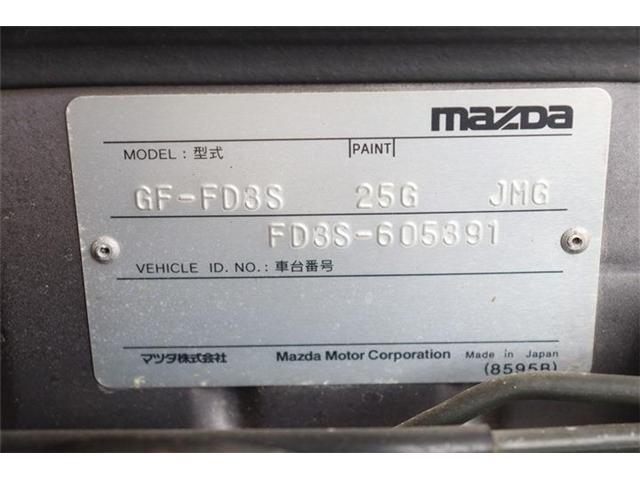 mazda
MODEL: 型式 PAINT
GF-FD3S 25G JMG
FD3S-605391
VEHICLE ID. NO.: 車台番号
マツダ株式会社 Mazda Motor Corporation Made in Japan
(8595B)